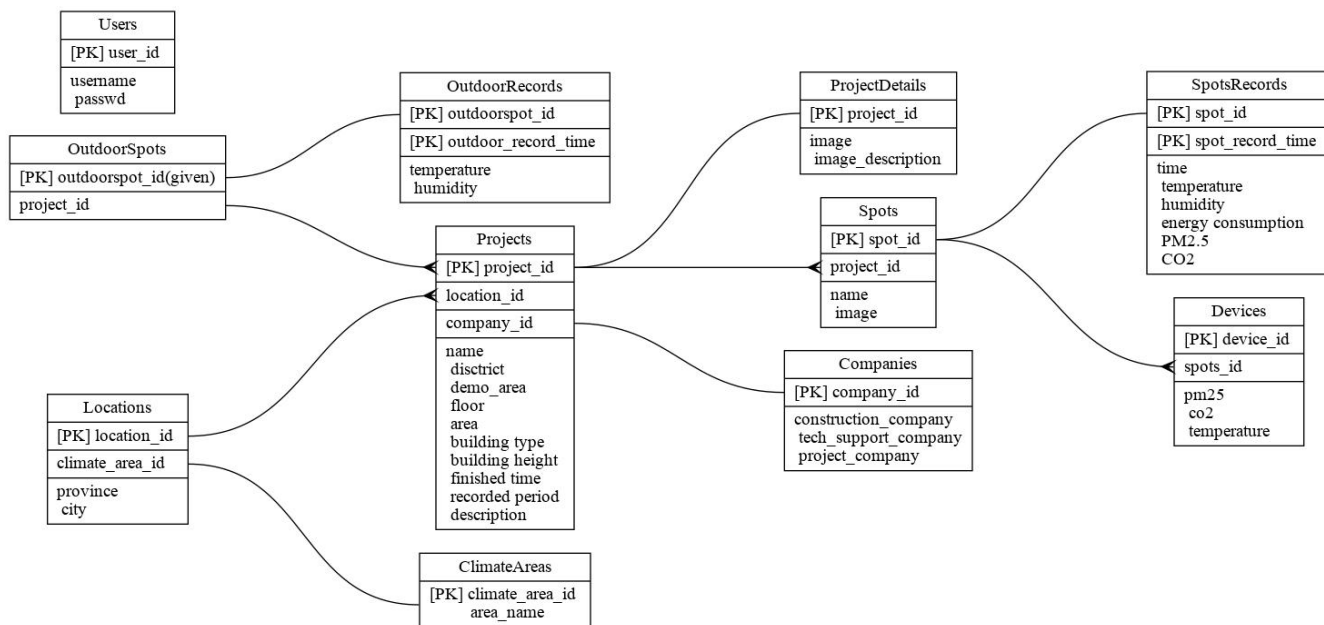 Users
[PK] user_id
username
passwd
OutdoorSpots
[PK] outdoorspot_id(given)
project_id
OutdoorRecords
[PK] outdoorspot_id
[PK] outdoor_record_time
temperature
humidity
Projects
[PK] project_id
location_id
company_id
name
disctrict
demo_area
floor
area
building type
building height
finished time
recorded period
description
Locations
[PK] location_id
climate_area_id
province
city
ClimateAreas
[PK] climate_area_id
area_name
ProjectDetails
[PK] project_id
image
image_description
Spots
[PK] spot_id
project_id
name
image
Companies
[PK] company_id
construction_company
tech_support_company
project_company
SpotsRecords
[PK] spot_id
[PK] spot_record_time
time
temperature
humidity
energy consumption
PM2.5
CO2
Devices
[PK] device_id
spots_id
pm25
co2
temperature